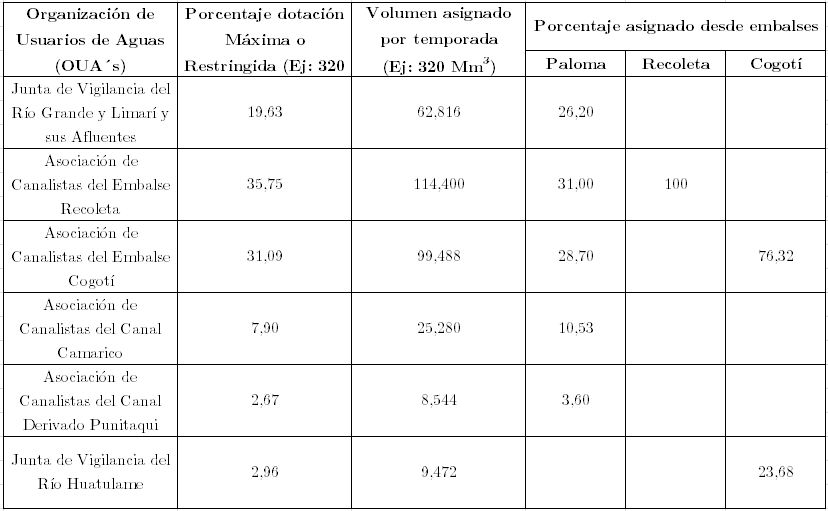 Organización de
Usuarios de Aguas
(OUA´s)
Porcentaje dotación
Máxima o
Restringida (Ej: 320
Volumen asignado
por temporada
(Ej: 320 Mm³)
Porcentaje asignado desde embalses
Paloma
Recoleta
Cogotí
Junta de Vigilancia del
Río Grande y Limarí y
sus Afluentes
19,63
62,816
26,20
Asociación de
Canalistas del Embalse
Recoleta
35,75
114,400
31,00
100
Asociación de
Canalistas del Embalse
Cogotí
31,09
99,488
28,70
76,32
Asociación de
Canalistas del Canal
Camarico
7,90
25,280
10,53
Asociación de
Canalistas del Canal
Derivado Punitaqui
2,67
8,544
3,60
Junta de Vigilancia del
Río Huatulame
2,96
9,472
23,68